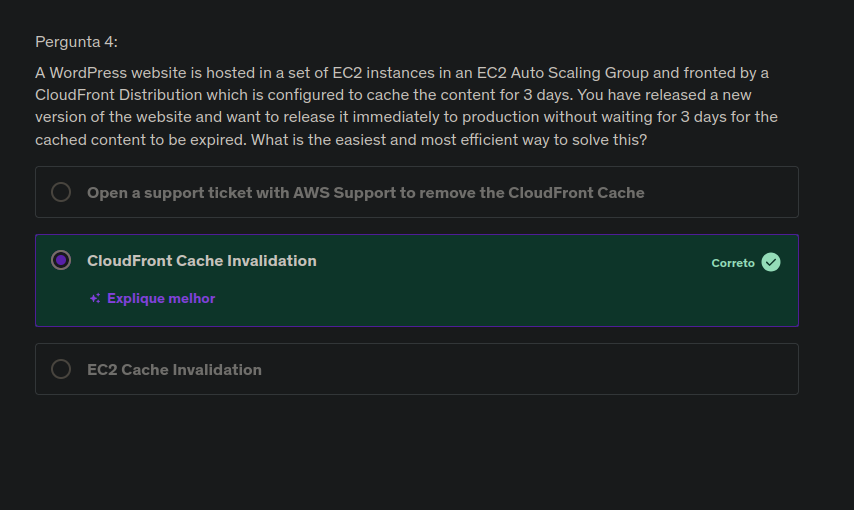 Pergunta 4:
A WordPress website is hosted in a set of EC2 instances in an EC2 Auto Scaling Group and fronted by a
CloudFront Distribution which is configured to cache the content for 3 days. You have released a new
version of the website and want to release it immediately to production without waiting for 3 days for the
cached content to be expired. What is the easiest and most efficient way to solve this?
Open a support ticket with AWS Support to remove the CloudFront Cache
CloudFront Cache Invalidation
Correto
Explique melhor
EC2 Cache Invalidation